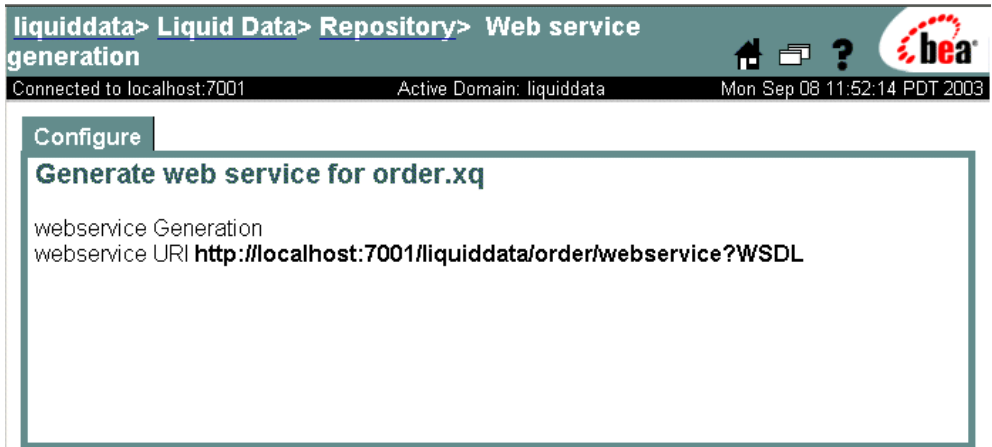 liquiddata> Liquid Data> Repository> Web service
generation
? bea
Connected to localhost:7001 Active Domain: liquiddata Mon Sep 08 11:52:14 PDT 2003
Configure
Generate web service for order.xq
webservice Generation
webservice URI http://localhost:7001/liquiddata/order/webservice?WSDL